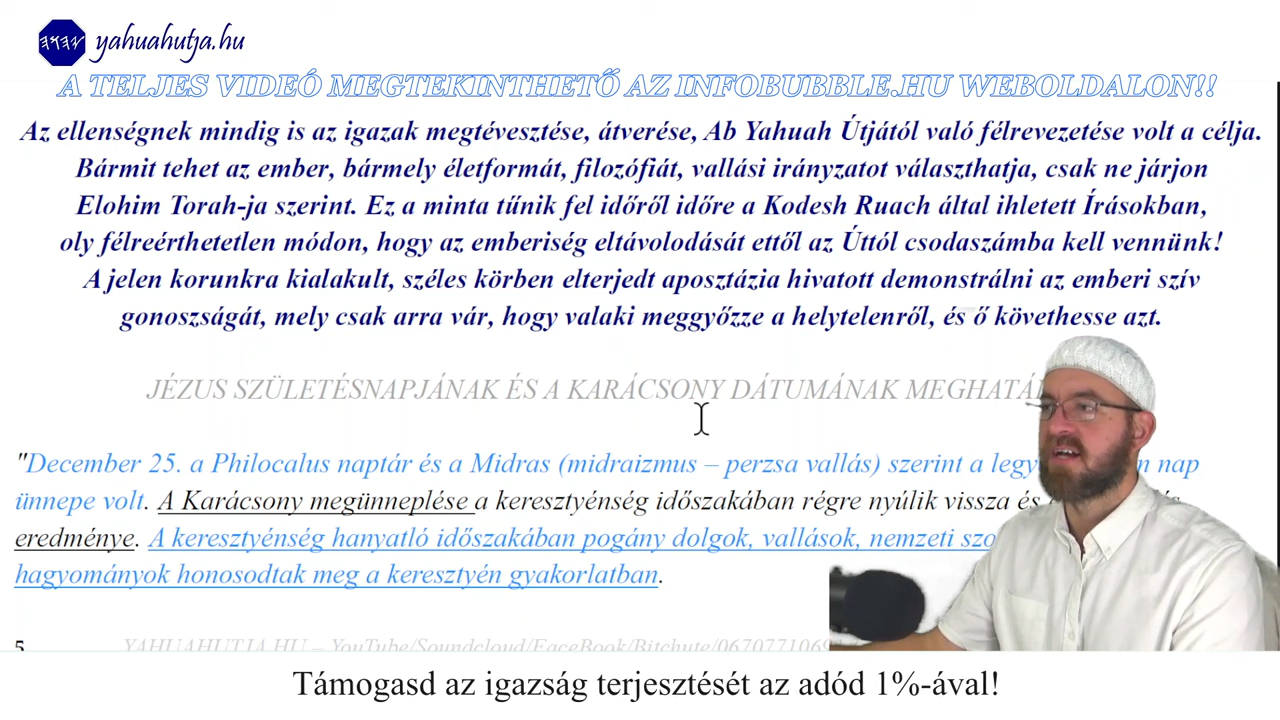 yahuahutja.hu
A TELJES VIDEÓ MEGTEKINTHETŐ AZ INFOBUBBLE.HU WEBOLDALON!!
Az ellenségnek mindig is az igazak megtévesztése, átverése, Ab Yahuah Útjától való félrevezetése volt a célja.
Bármit tehet az ember, bármely életformát, filozófiát, vallási irányzatot választhatja, csak ne járjon
Elohim Torah-ja szerint. Ez a minta tűnik fel időről időre a Kodesh Ruach által ihletett Írásokban,
oly félreérthetetlen módon, hogy az emberiség eltávolodását ettől az Úttól csodaszámba kell vennünk!
A jelen korunkra kialakult, széles körben elterjedt aposztázia hivatott demonstrálni az emberi szív
gonoszságát, mely csak arra vár, hogy valaki meggyőzze a helytelenről, és ő követhesse azt.
JÉZUS SZÜLETÉSNAPJÁNAK ÉS A KARÁCSONY DÁTUMÁNAK
"December 25. a Philocalus naptár és a Midras (midraizmus – perzsa vallás) szerint a nap
ünnepe volt. A Karácsony megünneplése a keresztyénség időszakában régre nyúlik vissza és
eredménye. A keresztyénség hanyatló időszakában pogány dolgok, vallások, nemzeti
hagyományok honosodtak meg a keresztyén gyakorlatban.
5 YAHUAHUTJA.HU – YouTube/Soundcloud/FaceBook/Bitchute/
Támogasd az igazság terjesztését az adód 1%-ával!